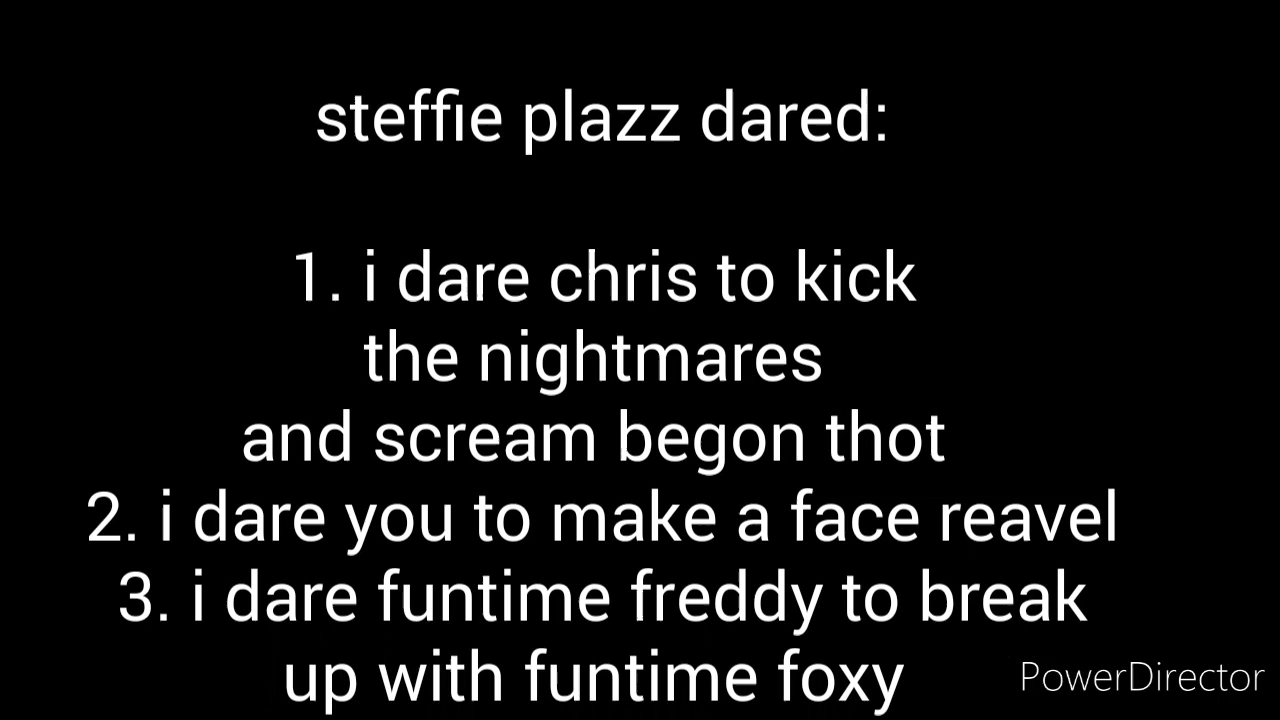 steffie plazz dared:
1. i dare chris to kick
the nightmares
and scream begon thot
2. i dare you to make a face reavel
3. i dare funtime freddy to break
up with funtime foxy
PowerDirector